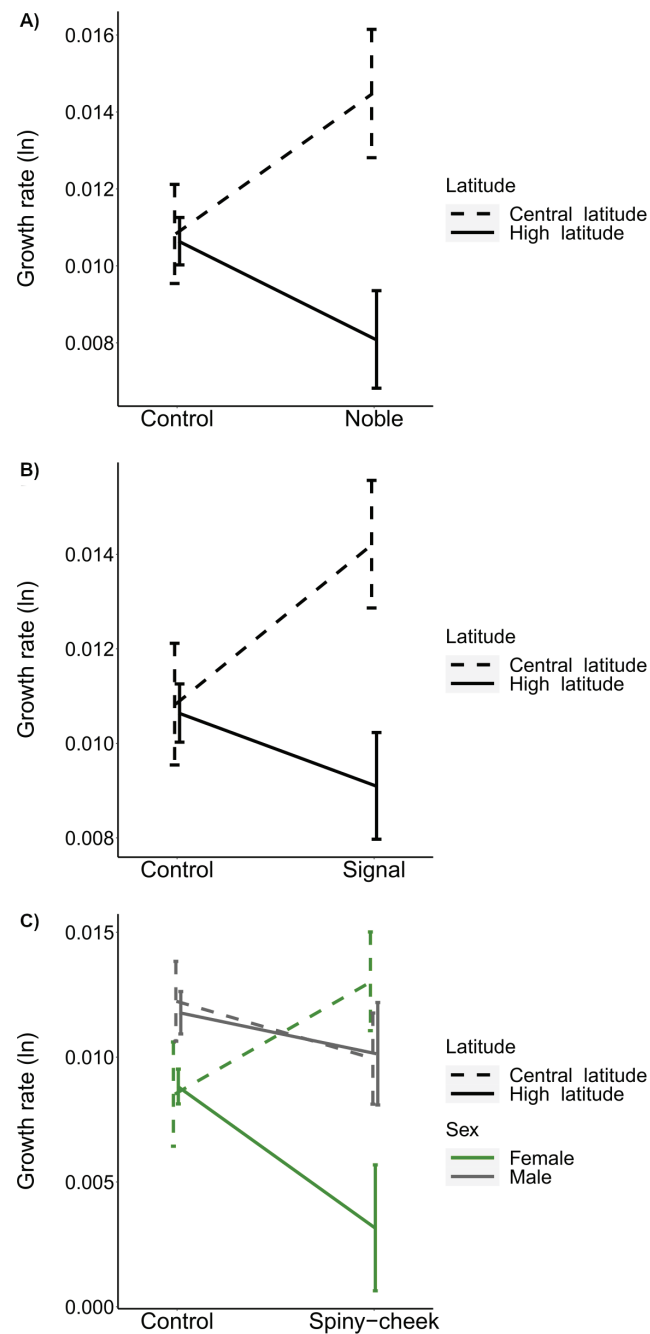 A)
0.016
0.014
0.012
0.010
0.008
Growth rate (ln)
Control Noble
Latitude
Central latitude
High latitude
B)
0.014
0.012
0.010
0.008
Growth rate (ln)
Control Signal
Latitude
Central latitude
High latitude
C)
0.015
0.010
0.005
0.000
Growth rate (ln)
Control Spiny−cheek
Latitude
Central latitude
High latitude
Sex
Female
Male